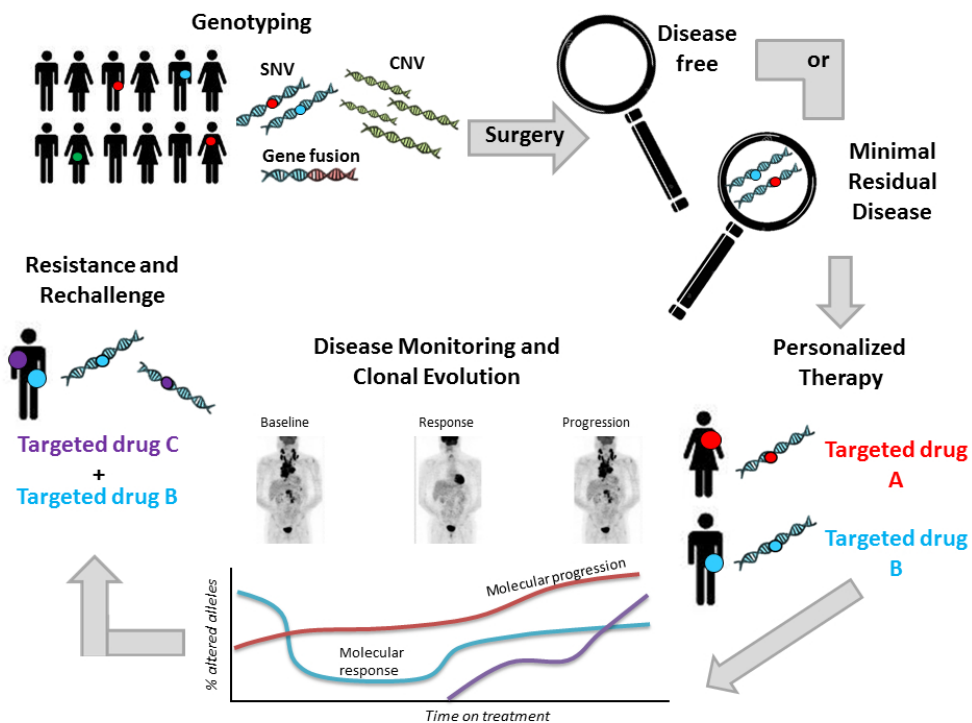 Genotyping
SNV
CNV
Gene fusion
Surgery
Disease
free
or
Minimal
Residual
Disease
Personalized
Therapy
Targeted drug
A
Targeted drug
B
Disease Monitoring and
Clonal Evolution
Baseline
Response
Progression
% altered alleles
Molecular
response
Molecular progression
Time on treatment
Resistance and
Rechallenge
Targeted drug C
+
Targeted drug B